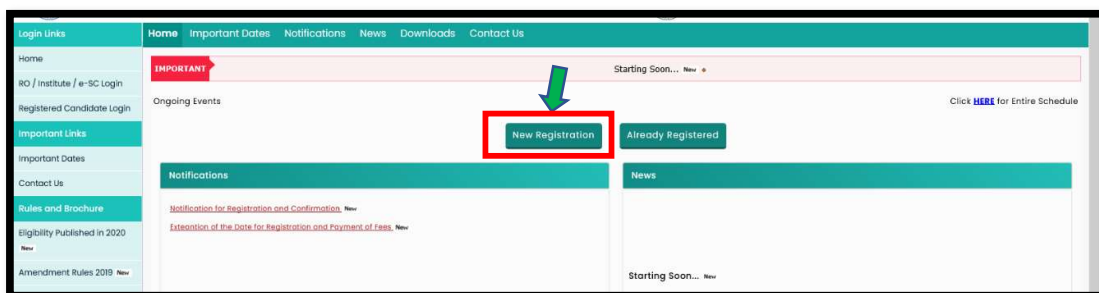 Login Links
Home Important Dates Notifications News Downloads Contact Us
Home
RO / Institute / e-SC Login
Registered Candidate Login
Important Links
Important Dates
Contact Us
Rules and Brochure
Eligibility Published in 2020
New
Amendment Rules 2019 New
IMPORTANT
Starting Soon... New
Ongoing Events
Click HERE for Entire Schedule
New Registration
Already Registered
Notifications
Notification for Registration and Confirmation New
Exteantion of the Date for Registration and Payment of Fees New
News
Starting Soon... New